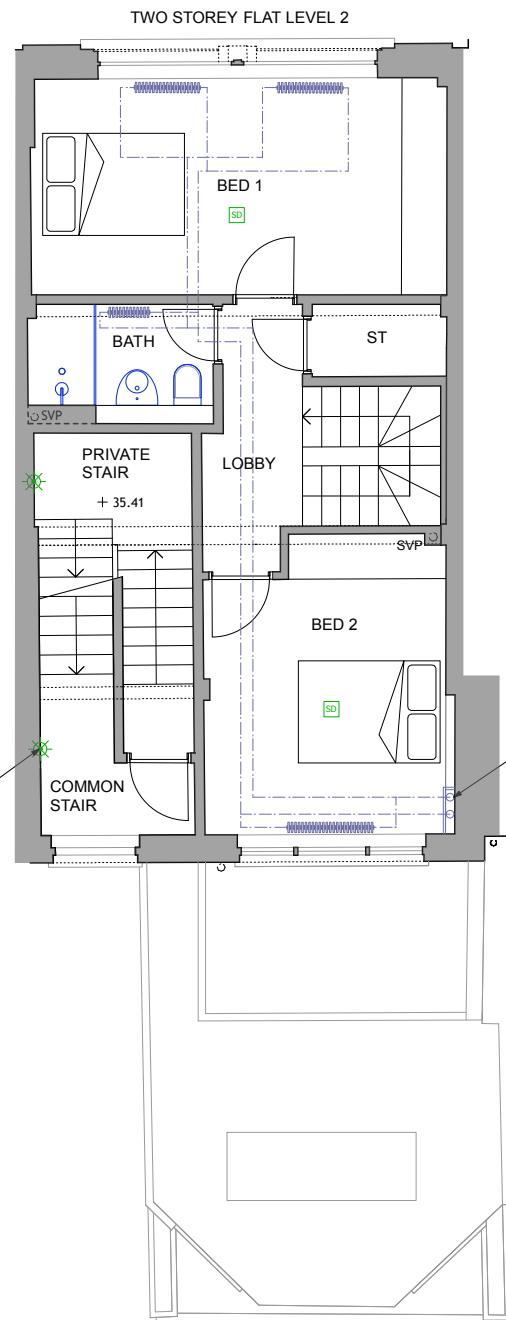 TWO STOREY FLAT LEVEL 2
BED 1
SD
BATH
ST
SVP
PRIVATE
STAIR
LOBBY
+ 35.41
SVP
BED 2
SD
COMMON
STAIR